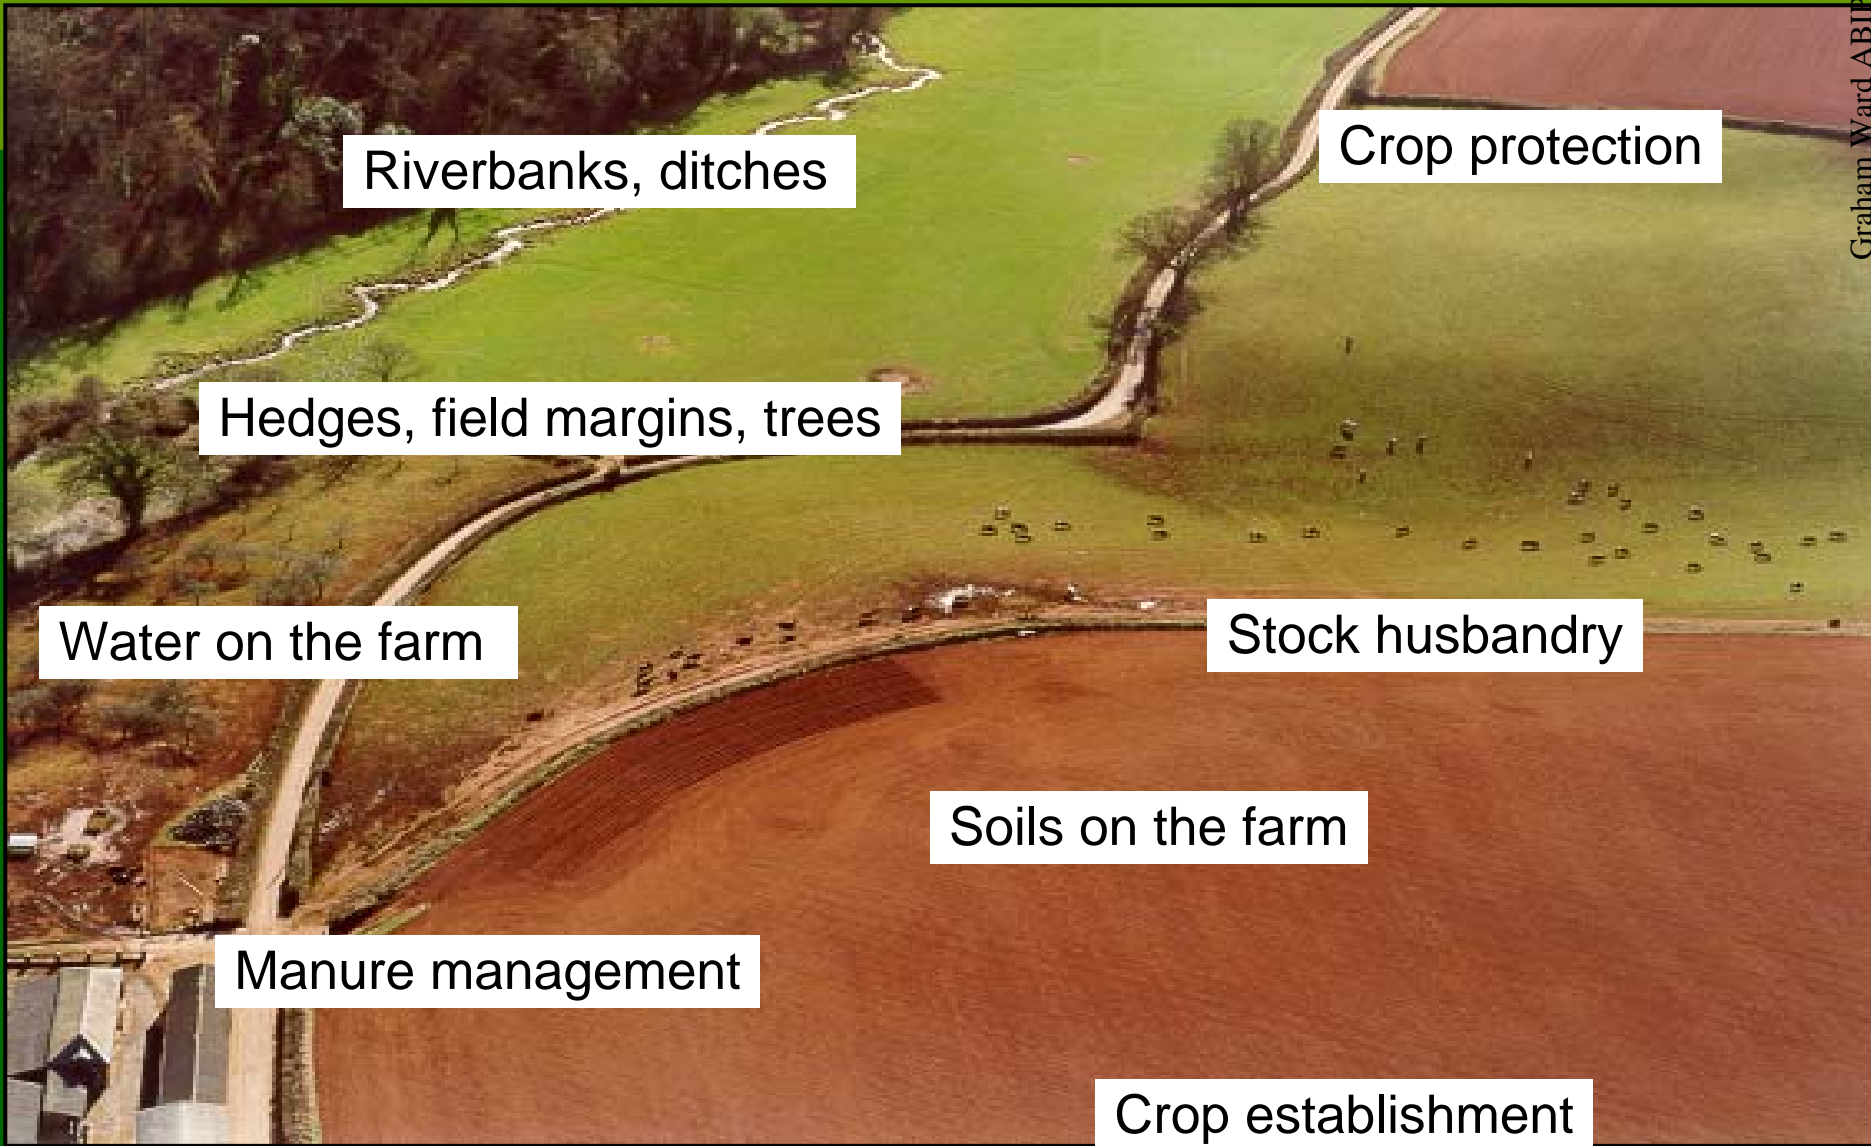 Graham Ward ABIP
Riverbanks, ditches
Crop protection
Hedges, field margins, trees
Water on the farm
Stock husbandry
Soils on the farm
Manure management
Crop establishment